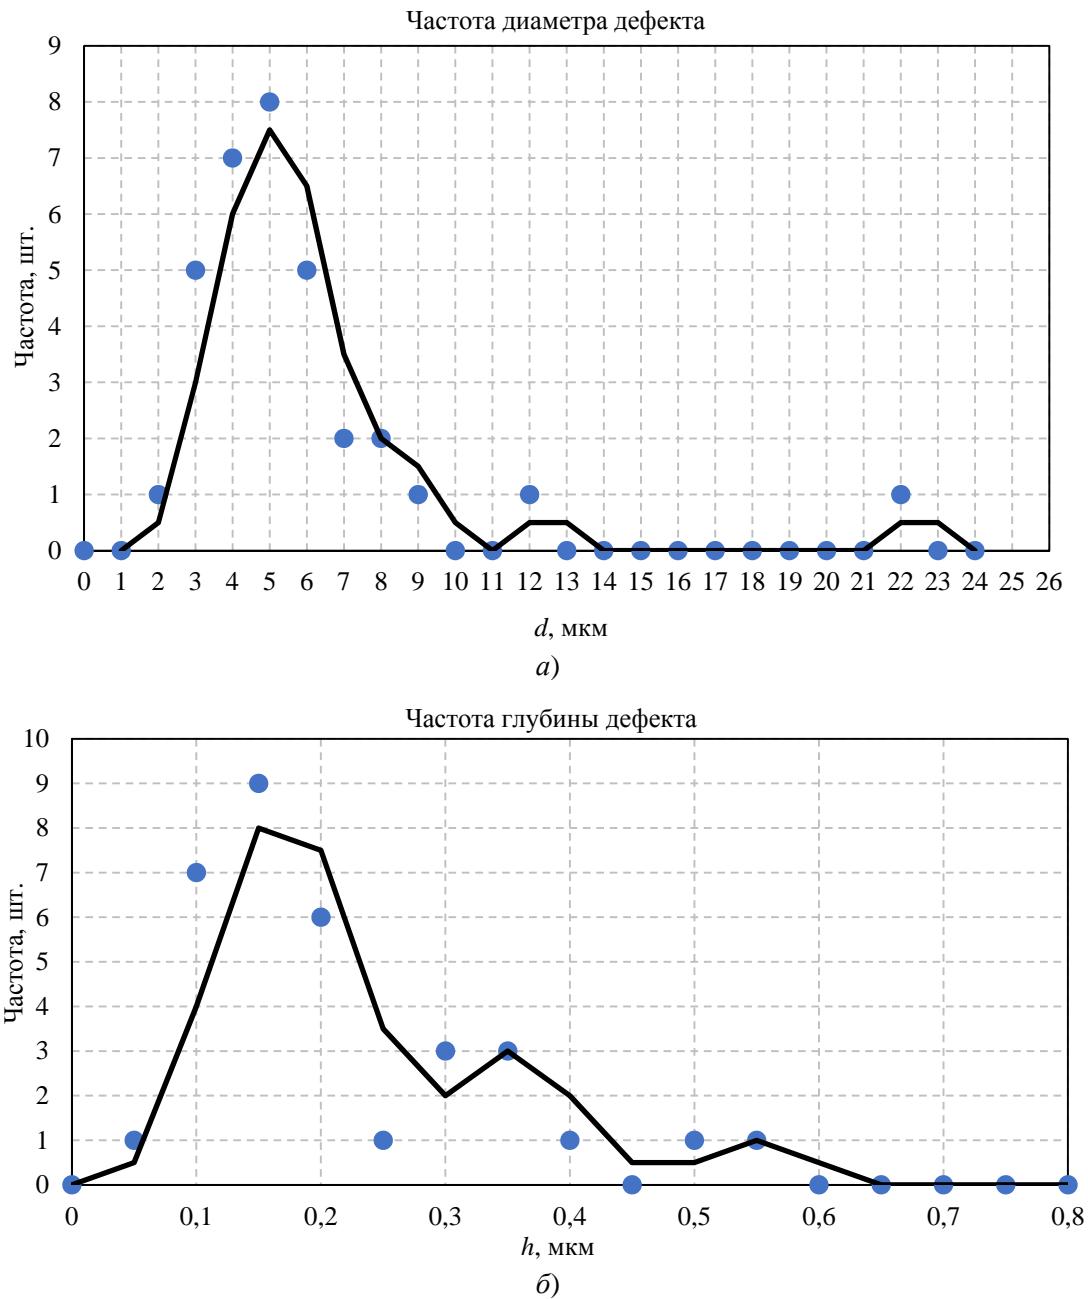 Частота диаметра дефекта
9
8
7
6
5
4
3
2
1
0
Частота, шт.
0 1 2 3 4 5 6 7 8 9 10 11 12 13 14 15 16 17 18 19 20 21 22 23 24 25 26
d, мкм
а)
Частота глубины дефекта
10
9
8
7
6
5
4
3
2
1
0
Частота, шт.
0 0,1 0,2 0,3 0,4 0,5 0,6 0,7 0,8
h, мкм
б)